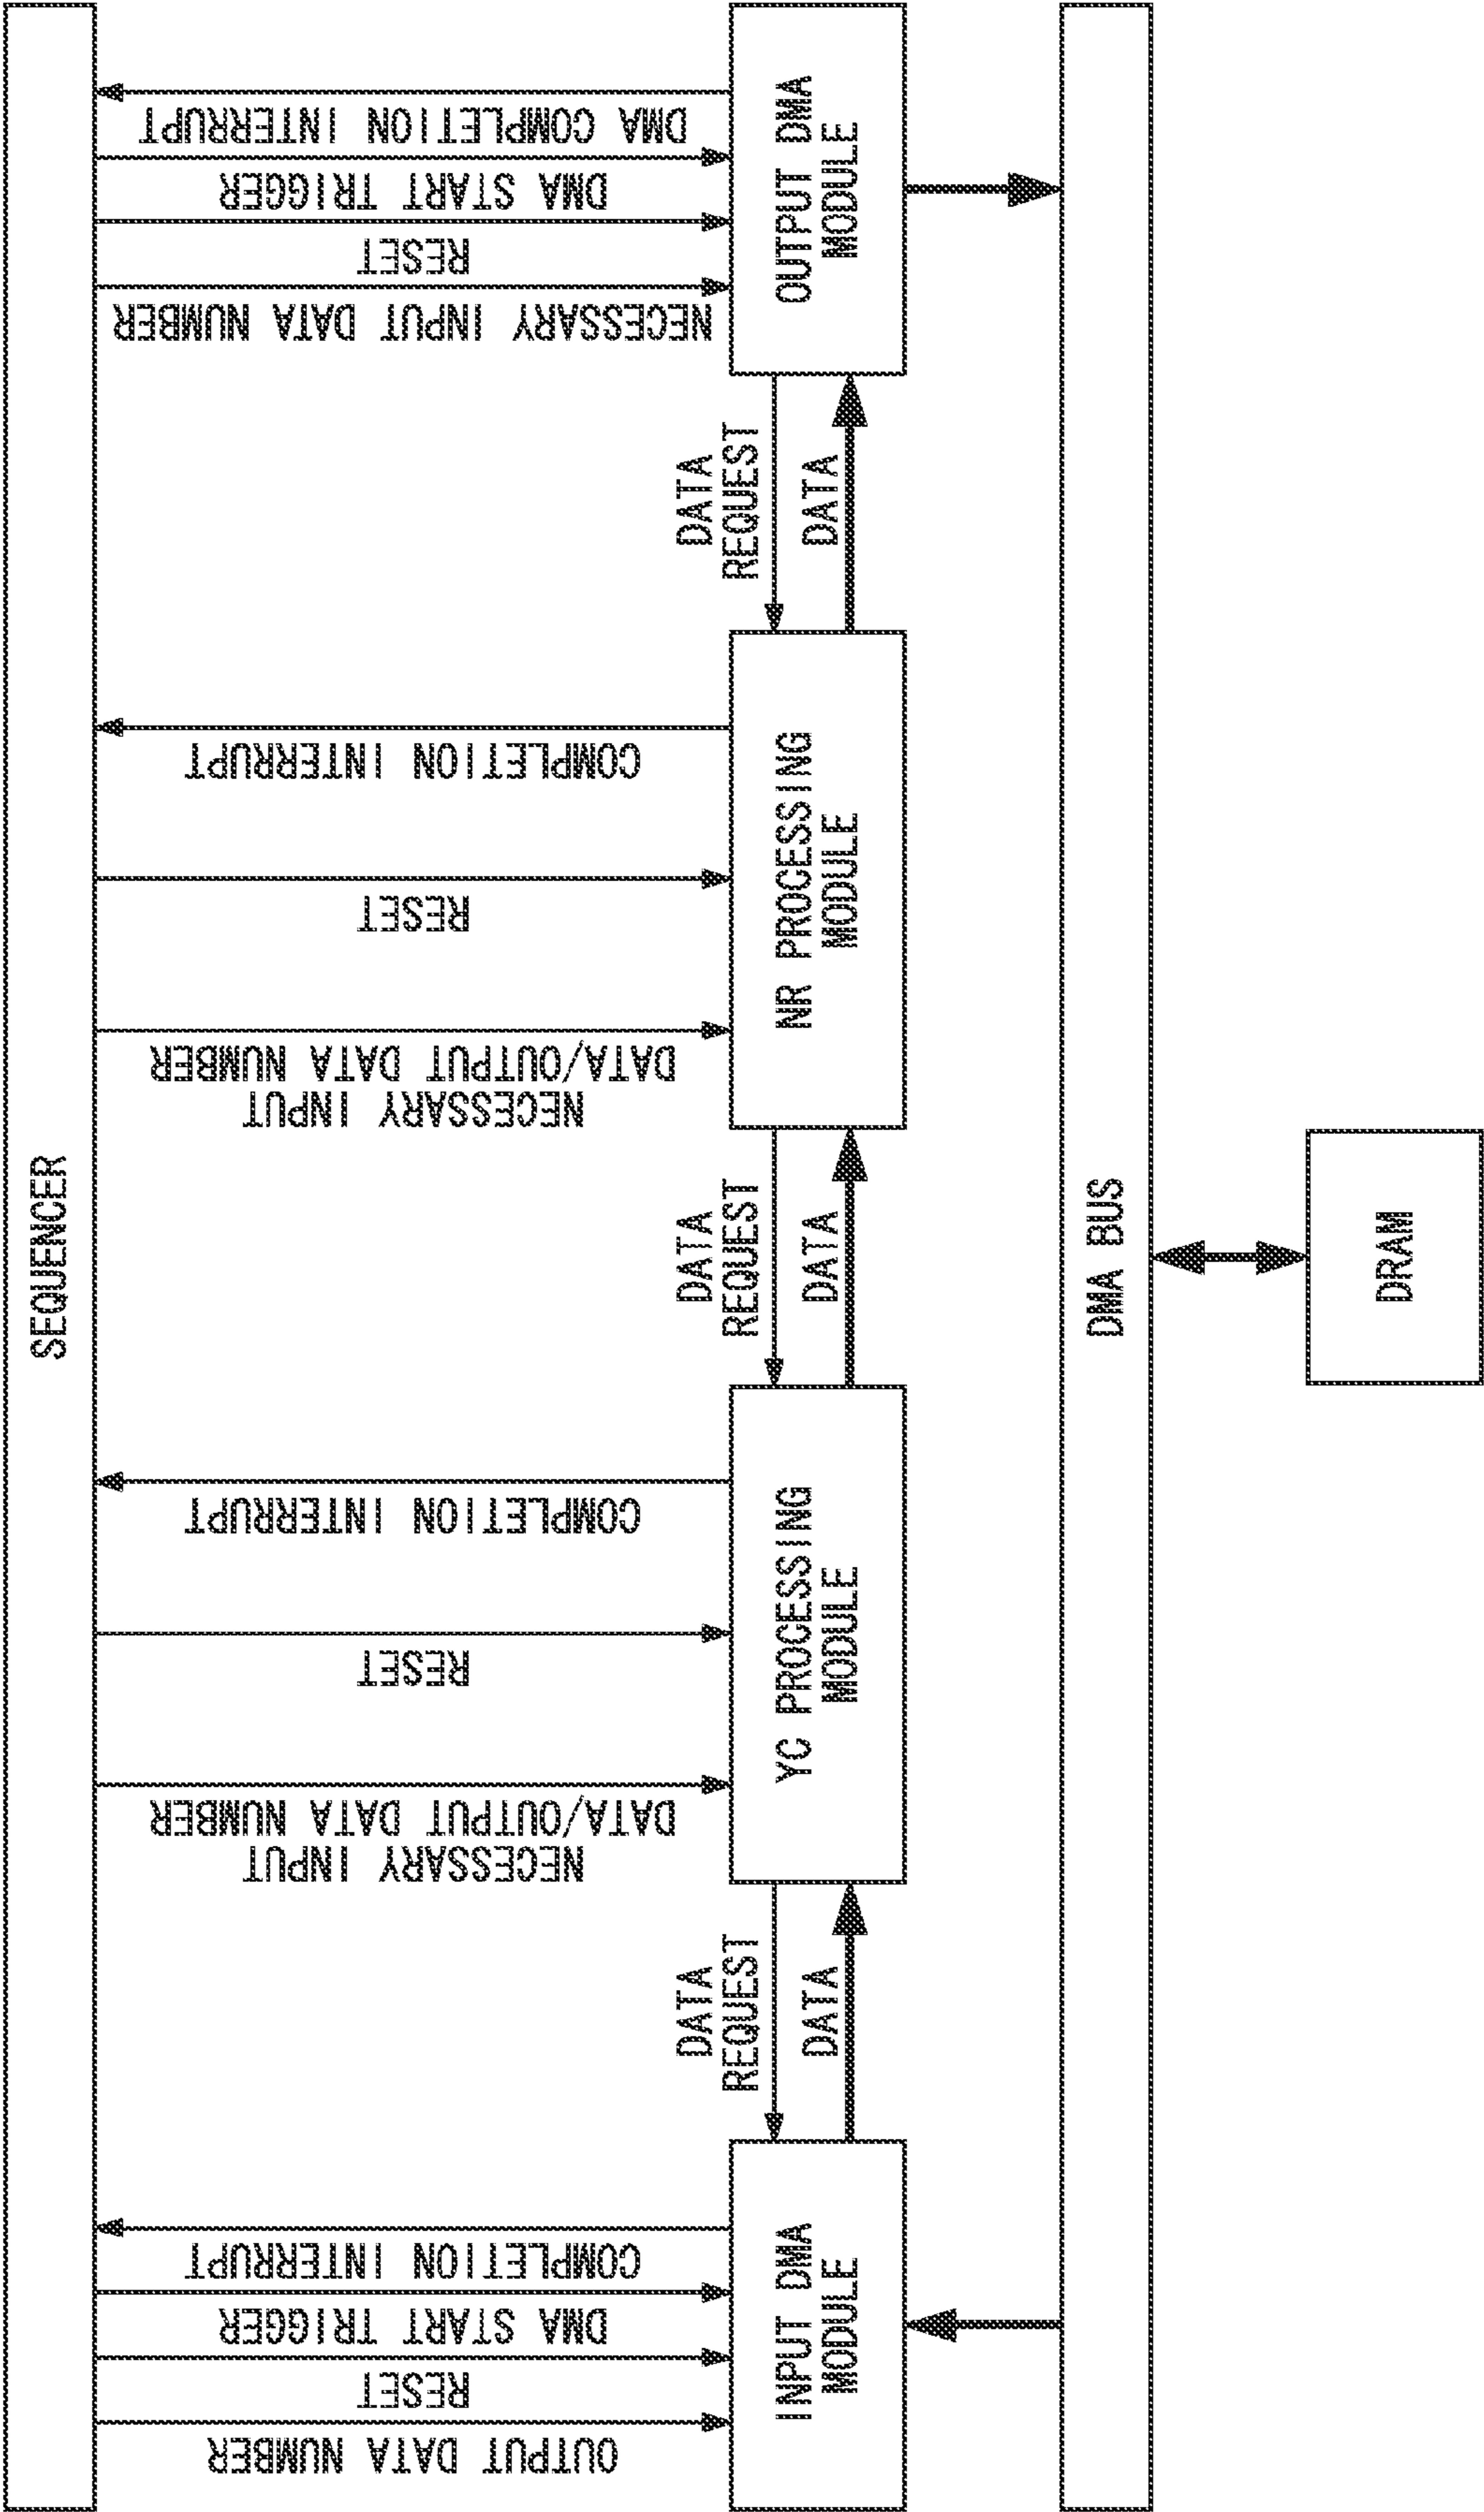 SEQUENCER
OUTPUT DATA NUMBER
RESET
DMA START TRIGGER
COMPLETION INTERRUPT
NECESSARY INPUT
DATA/OUTPUT DATA NUMBER
RESET
COMPLETION INTERRUPT
NECESSARY INPUT
DATA/OUTPUT DATA NUMBER
RESET
COMPLETION INTERRUPT
NECESSARY INPUT DATA NUMBER
RESET
DMA START TRIGGER
DMA COMPLETION INTERRUPT
INPUT DMA
MODULE
DATA
REQUEST
DATA
YC PROCESSING
MODULE
DATA
REQUEST
DATA
NR PROCESSING
MODULE
DATA
REQUEST
DATA
OUTPUT DMA
MODULE
DMA BUS
DRAM